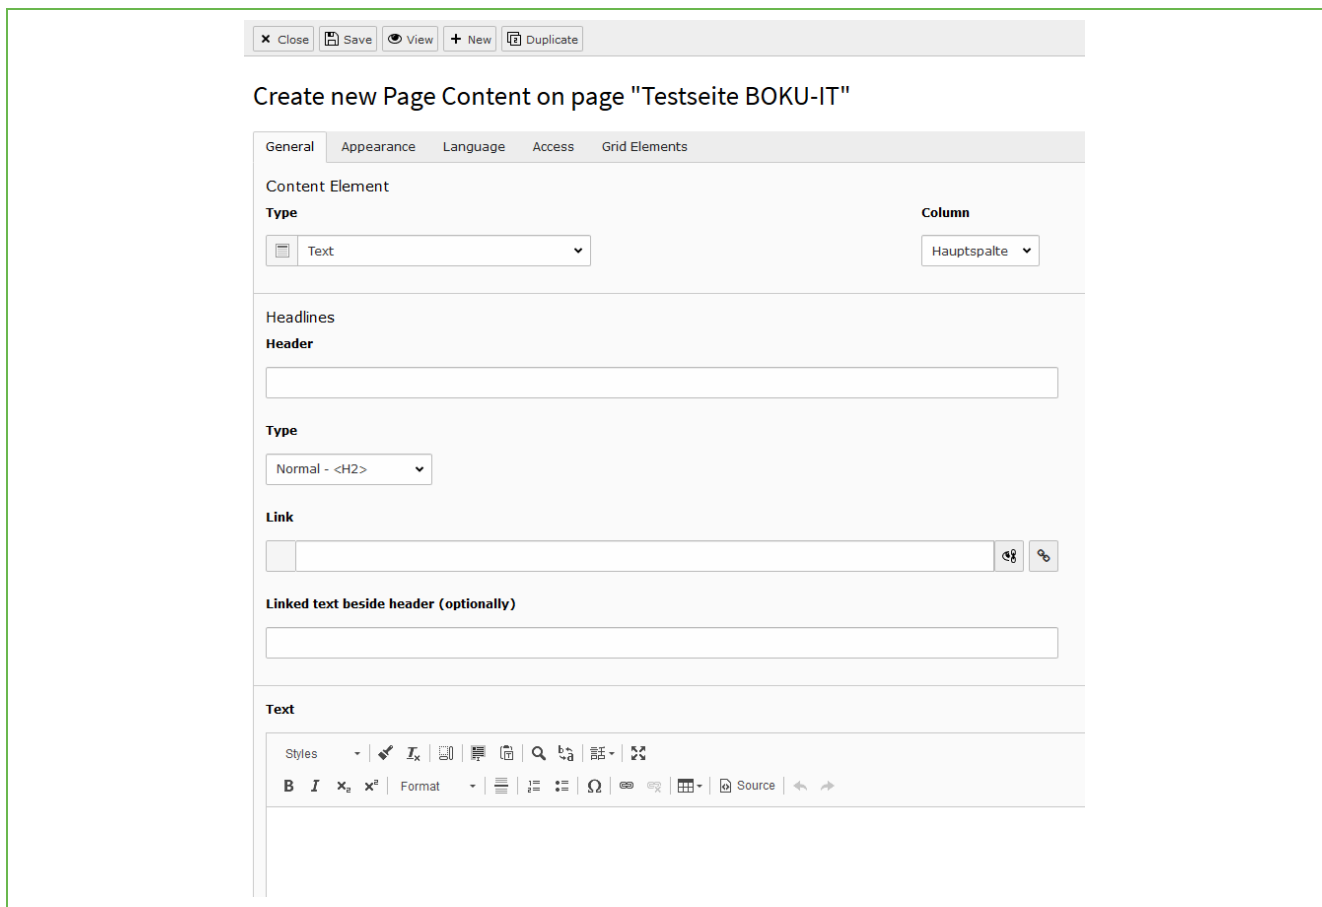 Close Save View New Duplicate
Create new Page Content on page "Testseite BOKU-IT"
General Appearance Language Access Grid Elements
Content Element
Type Column
Text Hauptspalte
Headlines
Header
Type
Normal - <H2>
Link
Linked text beside header (optionally)
Text
Styles
B I x₂ x² Format Ω Source